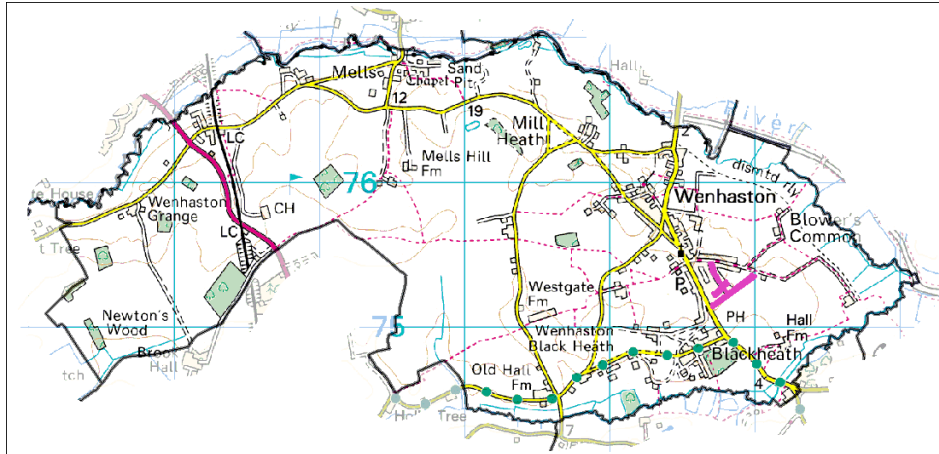 Mells
Sand
Pit
Chapel
Hall
12
19
Mill
Heath
River
LC
Mells Hill
Fm
dismtd rly
te House
76
Wenhaston
Grange
CH
Wenhaston
Blower's
Common
t Tree
LC
P
Westgate
Fm
Newton's
Wood
75
Wenhaston
Black Heath
PH
Hall
Fm
Broo
Hall
Blackheath
tch
Old Hall
Fm
4
Tree
7